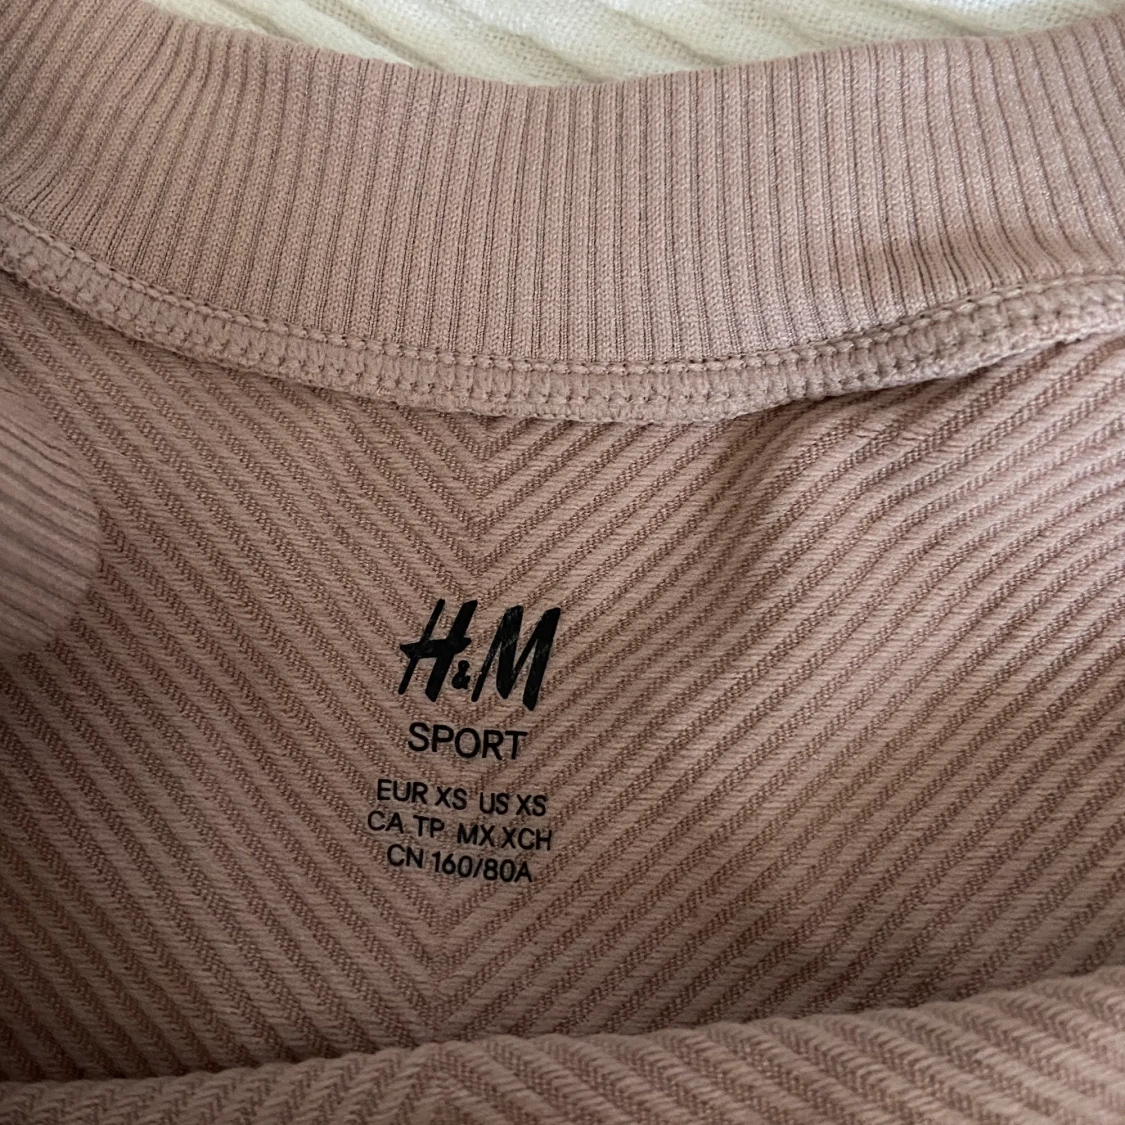 H&M
SPORT
EUR XS US XS
CA TP MX XCH
CN 160/80A